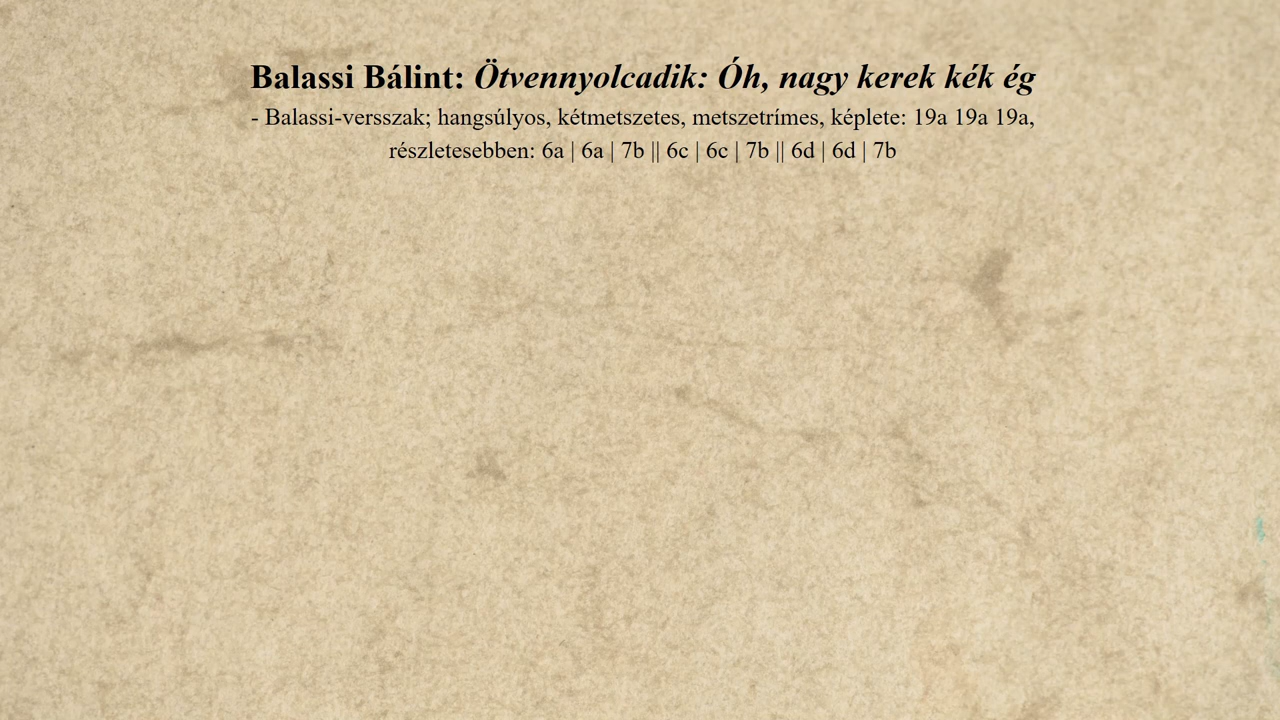 Balassi Bálint: Ötvennyolcadik: Óh, nagy kerek kék ég
- Balassi-versszak; hangsúlyos, kétmetszetes, metszetrímes, képlete: 19a 19a 19a,
részletesebben: 6a | 6a | 7b || 6c | 6c | 7b || 6d | 6d | 7b